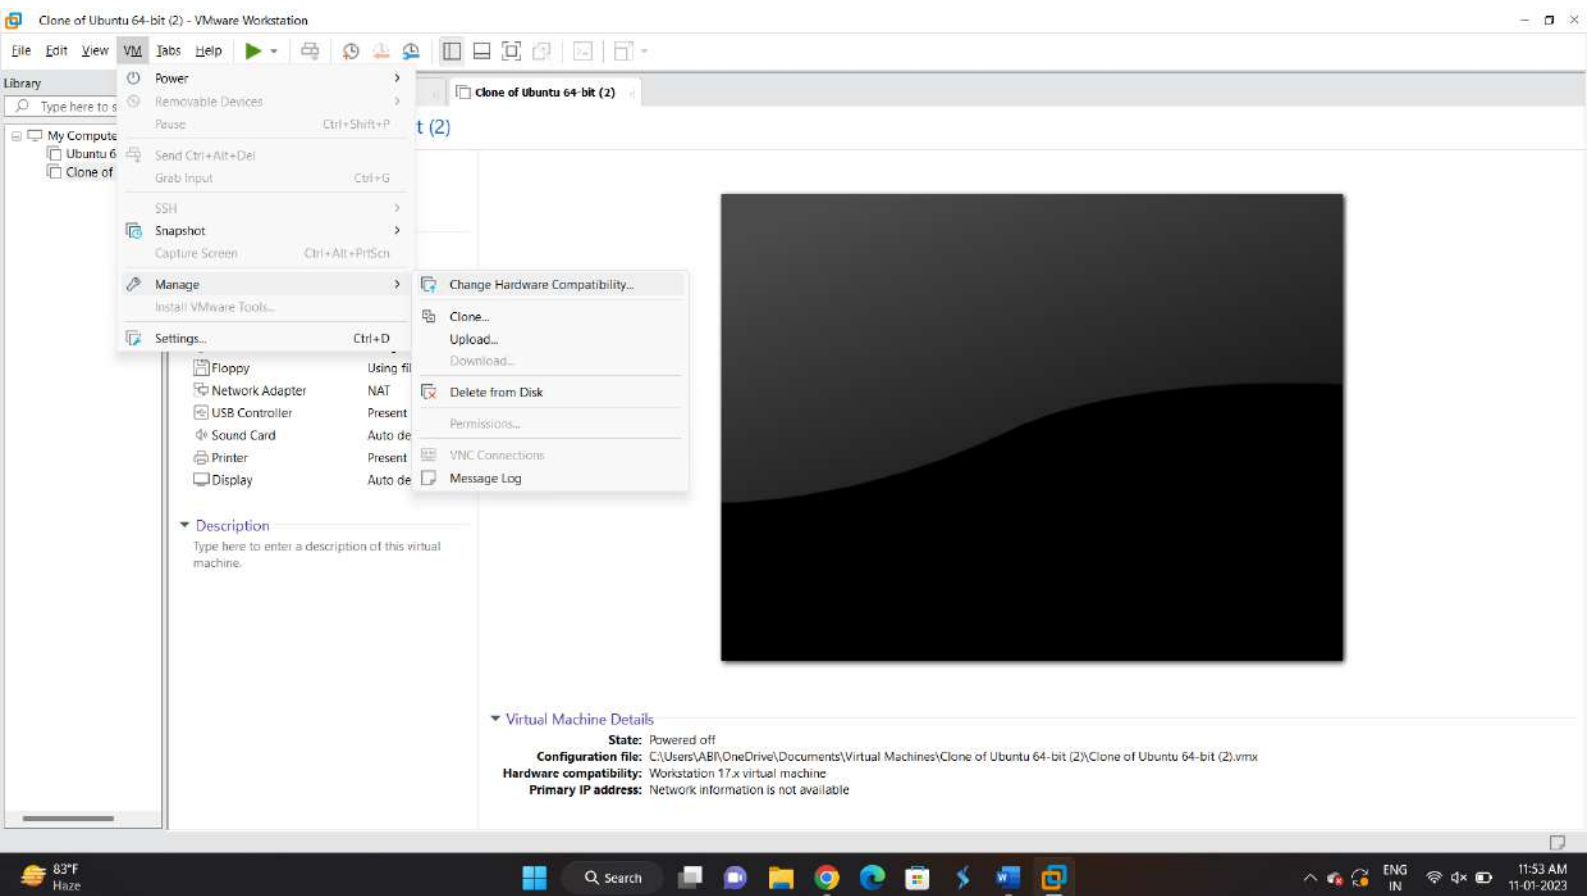 Clone of Ubuntu 64-bit (2) - VMware Workstation
File Edit View VM Tabs Help
Library
Type here to s
My Compute
Ubuntu 6
Clone of
Power
Removable Devices
Pause Ctrl+Shift+P
Send Ctrl+Alt+Del
Grab Input Ctrl+G
SSH
Snapshot
Capture Screen Ctrl+Alt+PrtScn
Manage
Install VMware Tools...
Settings... Ctrl+D
Clone of Ubuntu 64-bit (2)
t (2)
Change Hardware Compatibility...
Clone...
Upload...
Download...
Delete from Disk
Permissions...
VNC Connections
Message Log
Floppy Using fil
Network Adapter NAT
USB Controller Present
Sound Card Auto de
Printer Present
Display Auto de
Description
Type here to enter a description of this virtual
machine.
Virtual Machine Details
State: Powered off
Configuration file: C:\Users\ABI\OneDrive\Documents\Virtual Machines\Clone of Ubuntu 64-bit (2)\Clone of Ubuntu 64-bit (2).vmx
Hardware compatibility: Workstation 17.x virtual machine
Primary IP address: Network information is not available
83°F
Haze
Search
ENG
IN
11:53 AM
11-01-2023